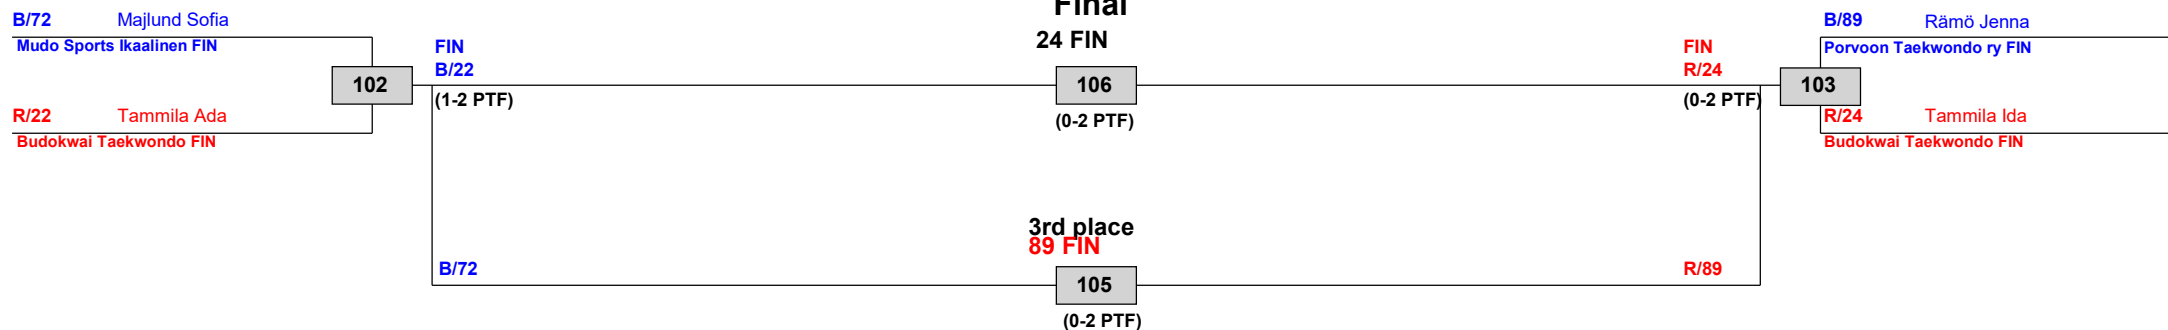 Final
24 FIN
B/72 Majlund Sofia
Mudo Sports Ikaalinen FIN
102
R/22 Tammila Ada
Budokwai Taekwondo FIN
FIN
B/22
(1-2 PTF)
106
(0-2 PTF)
FIN
R/24
(0-2 PTF)
B/89 Rämö Jenna
Porvoon Taekwondo ry FIN
103
R/24 Tammila Ida
Budokwai Taekwondo FIN
3rd place
89 FIN
B/72
105
R/89
(0-2 PTF)